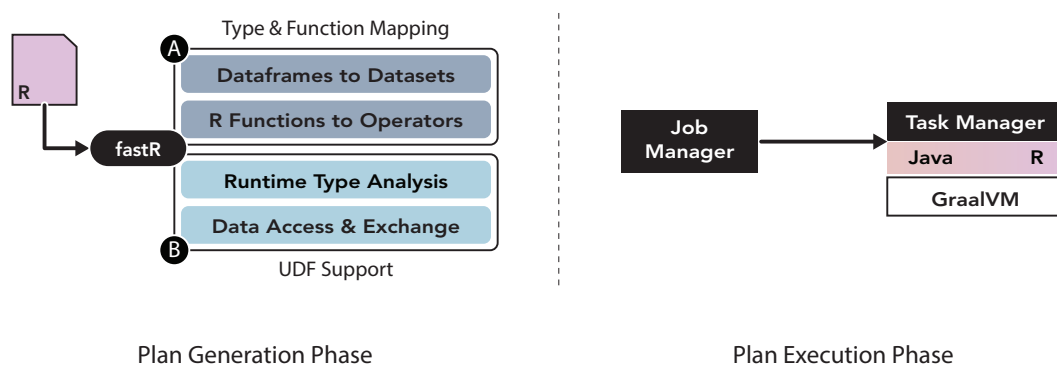 Type & Function Mapping
A
Dataframes to Datasets
R
R Functions to Operators
fastR
Runtime Type Analysis
Data Access & Exchange
B
UDF Support
Plan Generation Phase
Job
Manager
Task Manager
Java R
GraalVM
Plan Execution Phase